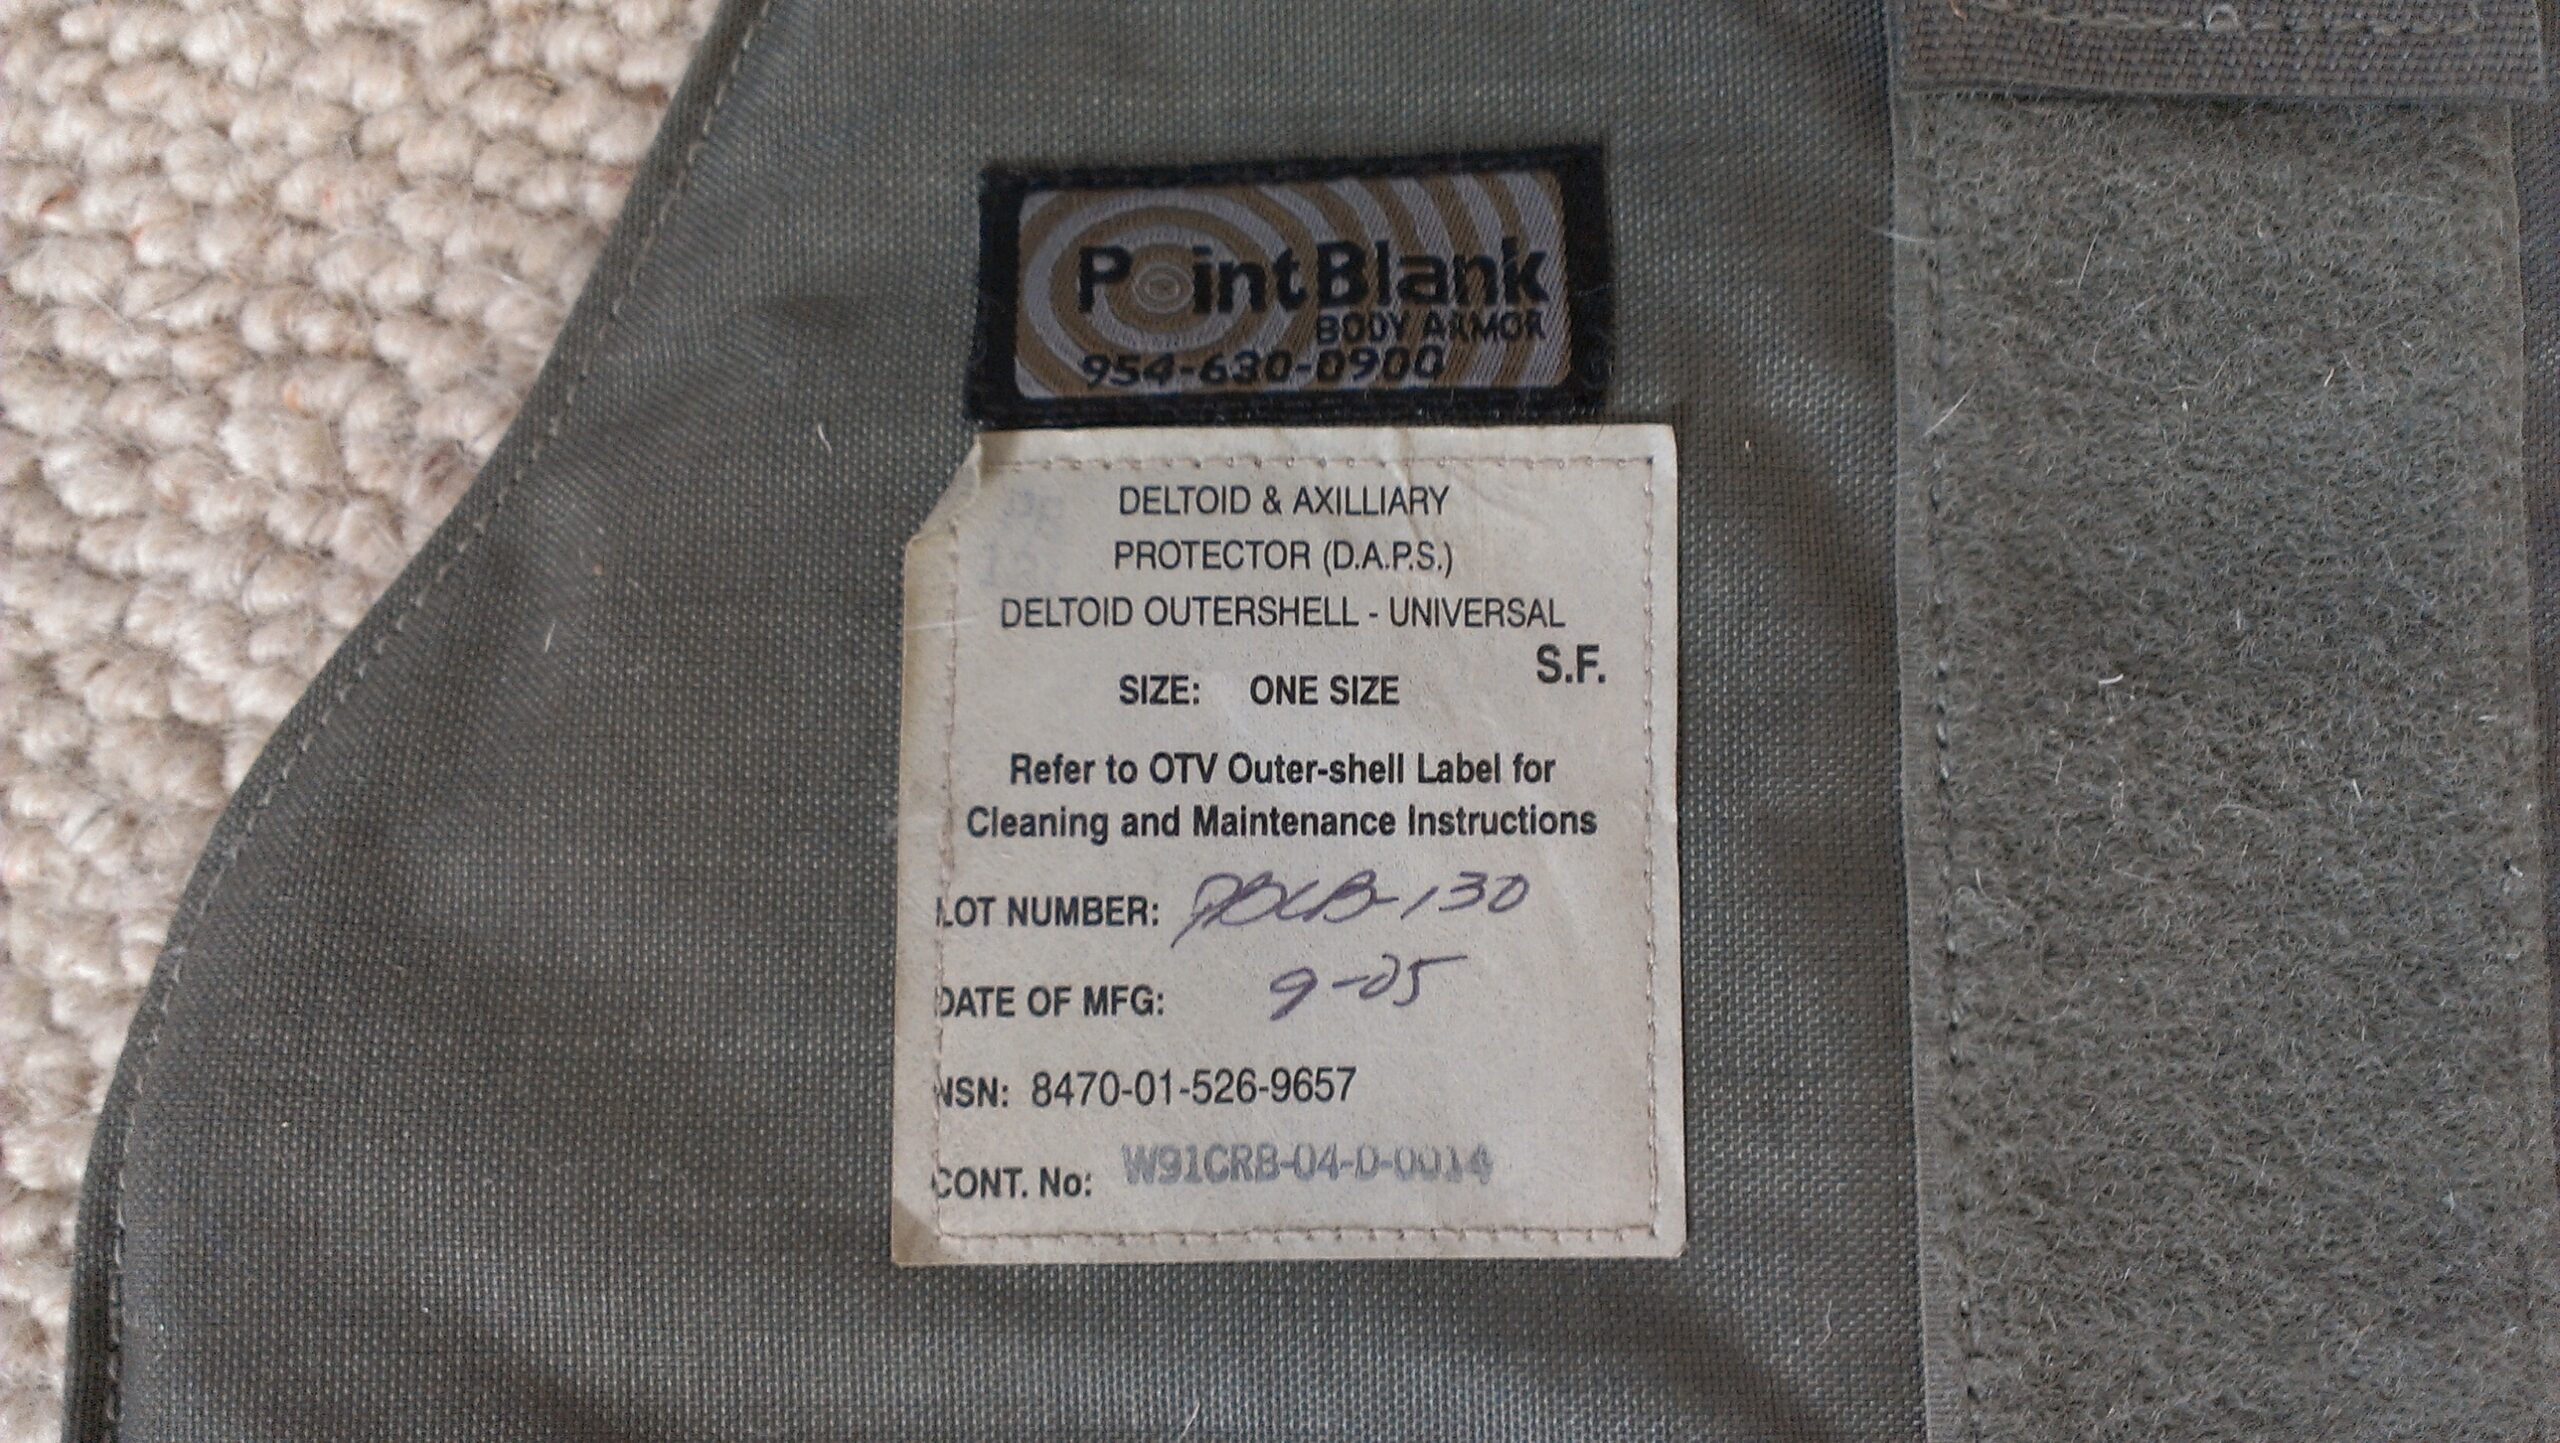 PointBlank
BODY ARMOR
954-630-0900
DELTOID & AXILLIARY
PROTECTOR (D.A.P.S.)
DELTOID OUTERSHELL - UNIVERSAL
S.F.
SIZE: ONE SIZE
Refer to OTV Outer-shell Label for
Cleaning and Maintenance Instructions
LOT NUMBER: PBCB-130
DATE OF MFG: 9-05
NSN: 8470-01-526-9657
CONT. No: W91CRB-04-D-0014